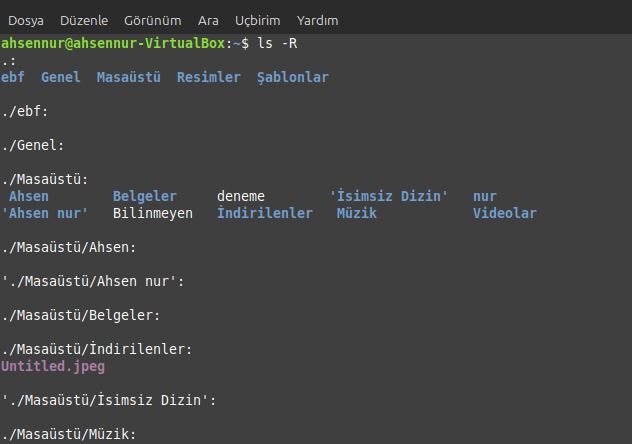 Dosya Düzenle Görünüm Ara Uçbirim Yardım
ahsennur@ahsennur-VirtualBox:~$ ls -R
.:
ebf Genel Masaüstü Resimler Şablonlar
./ebf:
./Genel:
./Masaüstü:
Ahsen Belgeler deneme 'İsimsiz Dizin' nur
'Ahsen nur' Bilinmeyen İndirilenler Müzik Videolar
./Masaüstü/Ahsen:
'./Masaüstü/Ahsen nur':
./Masaüstü/Belgeler:
./Masaüstü/İndirilenler:
Untitled.jpeg
'./Masaüstü/İsimsiz Dizin':
./Masaüstü/Müzik: